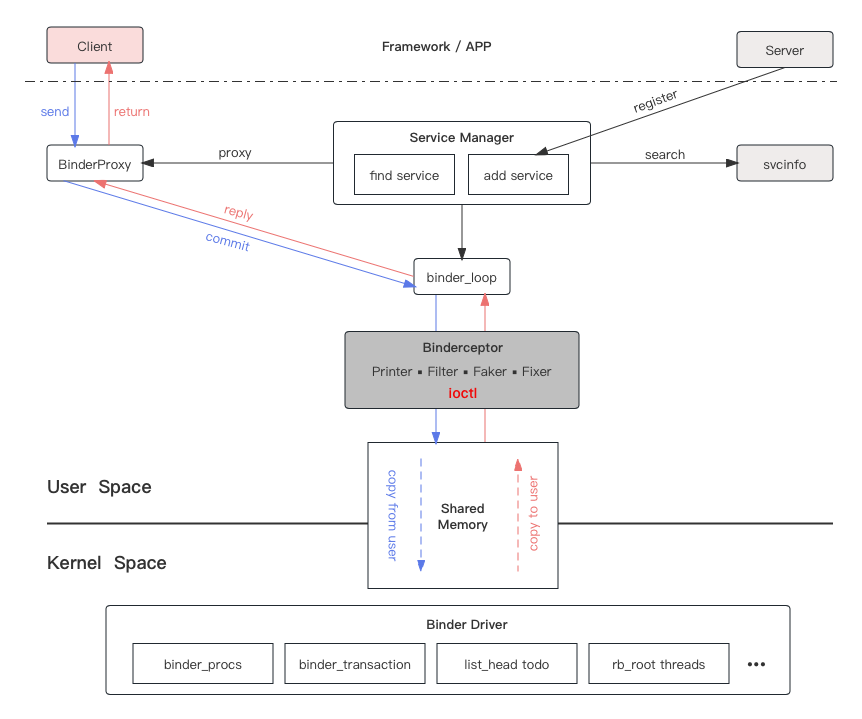 Client
Framework / APP
Server
send
return
register
BinderProxy
proxy
Service Manager
find service
add service
search
svcinfo
reply
commit
binder_loop
Binderceptor
Printer ▪ Filter ▪ Faker ▪ Fixer
ioctl
User Space
copy from user
Shared
Memory
copy to user
Kernel Space
Binder Driver
binder_procs
binder_transaction
list_head todo
rb_root threads
•••